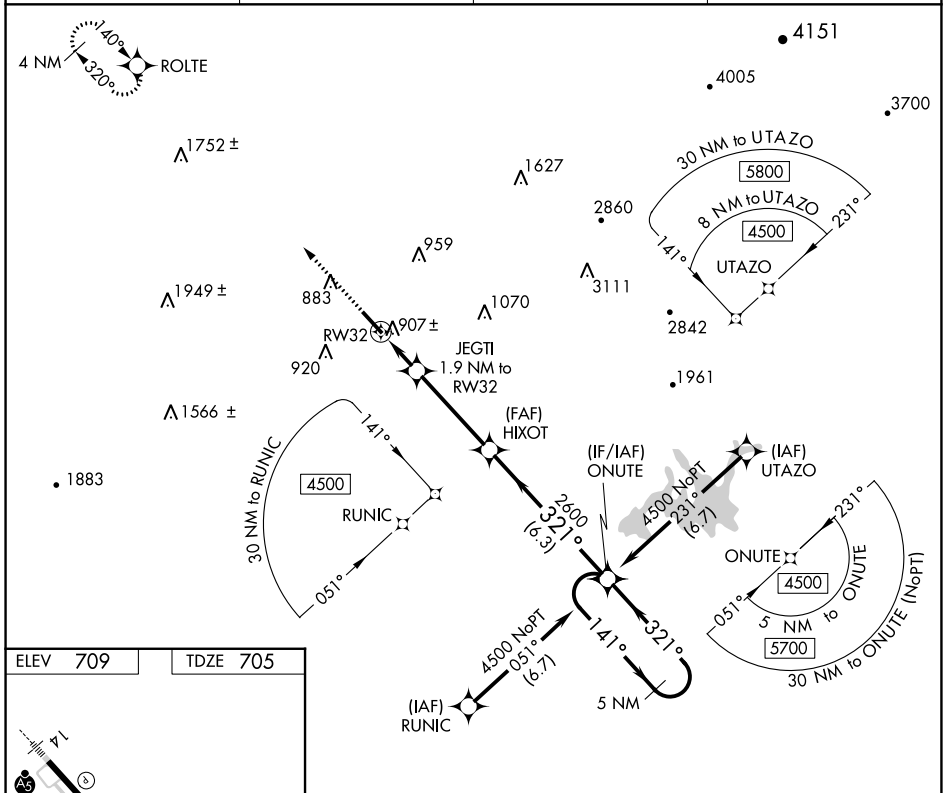 4151
140°
4 NM
320°
ROLTE
4005
3700
1752 ±
30 NM to UTAZO
5800
1627
8 NM to UTAZO
4500
231°
141°
UTAZO
2860
959
3111
883
1949 ±
1070
2842
RW32
907 ±
920
JEGTI
1.9 NM to
RW32
1961
1566 ±
(FAF)
HIXOT
30 NM to RUNIC
141°
4500
RUNIC
051°
1883
(IF/IAF)
ONUTE
(IAF)
UTAZO
2600
321°
(6.3)
4500 NoPT
231°
(6.7)
231°
ONUTE
4500
051°
5 NM to ONUTE
5700
30 NM to ONUTE (NoPT)
4500 NoPT
051°
(6.7)
141°
321°
5 NM
(IAF)
RUNIC
ELEV 709
TDZE 705
14
A5
P